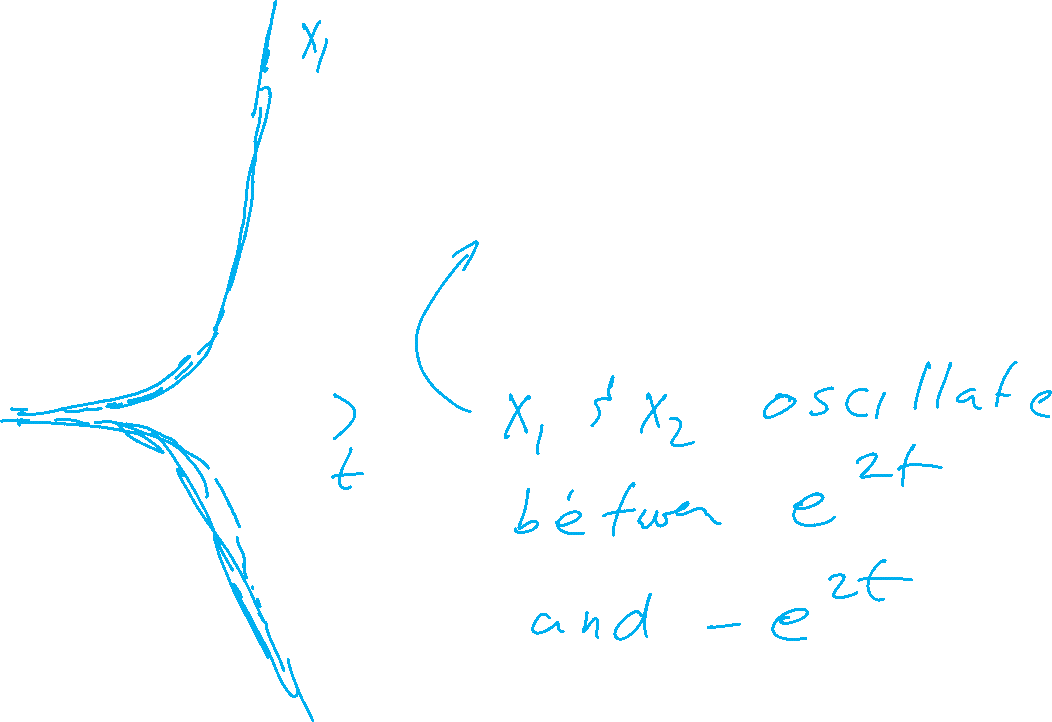 x₁
t
x₁ & x₂ oscillate
between e^{2t}
and - e^{2t}